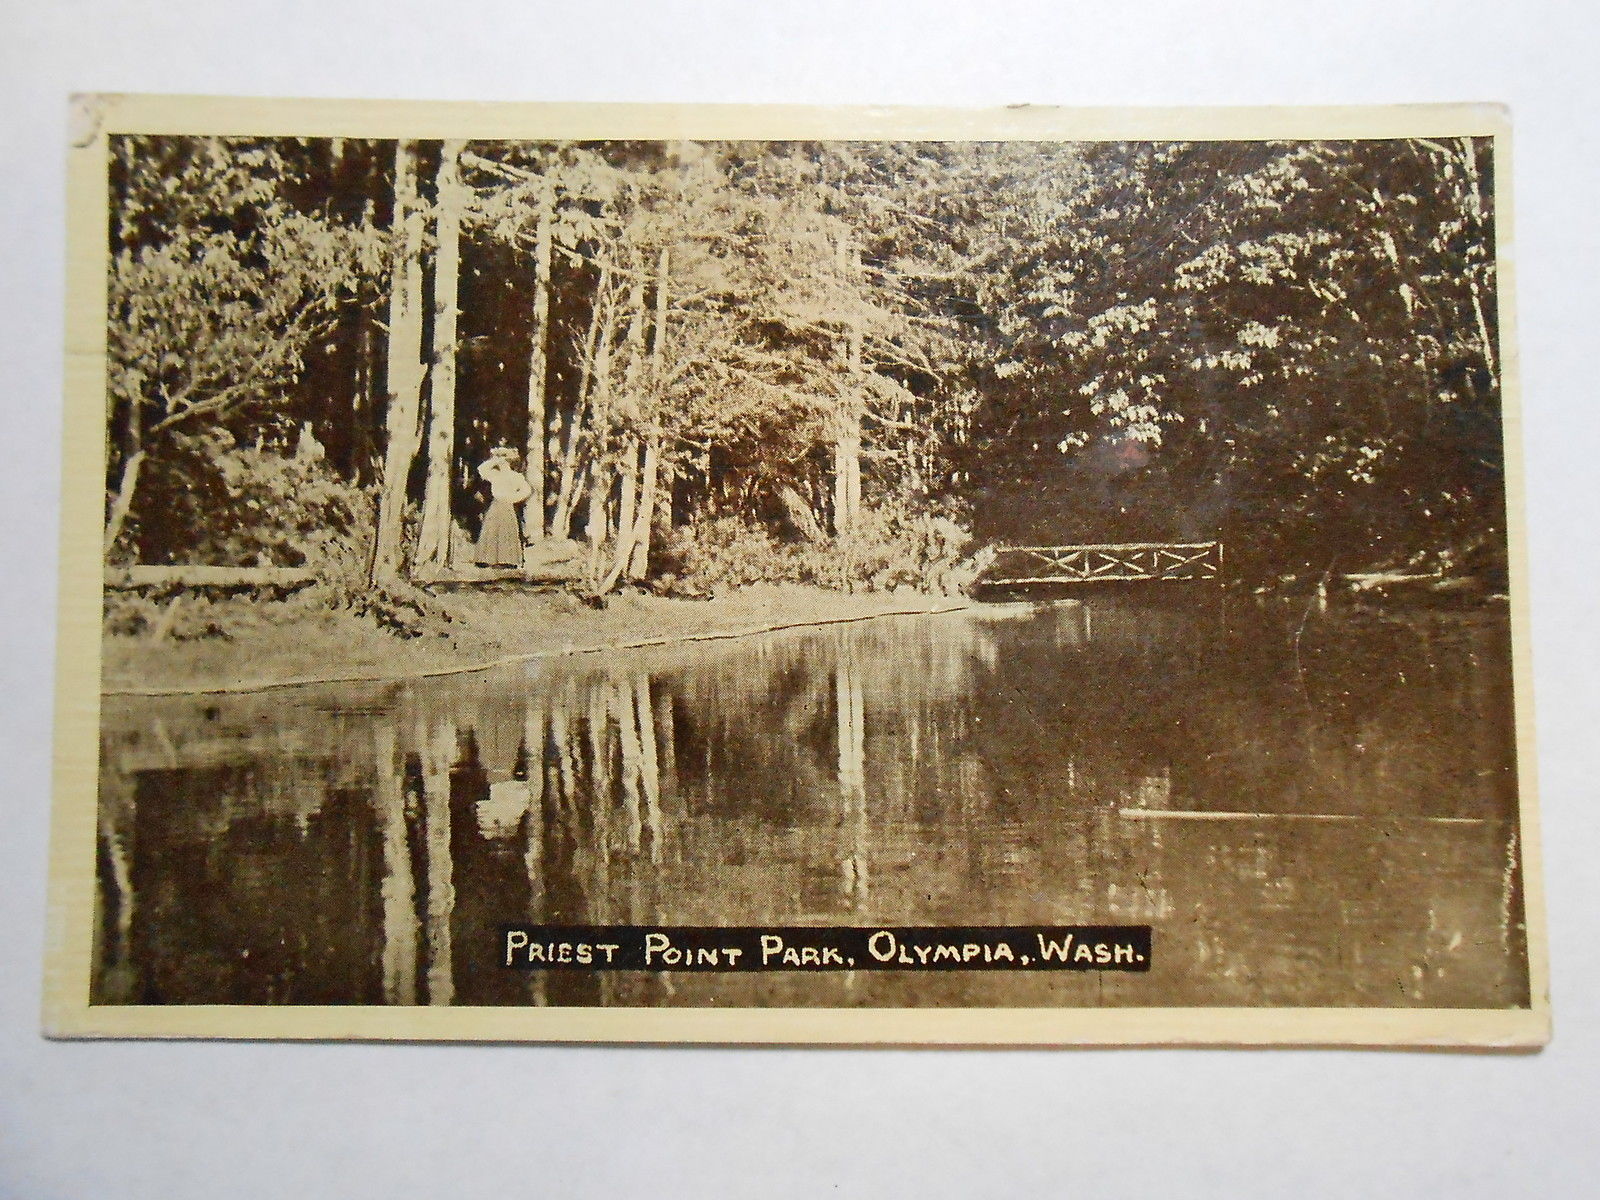 PRIEST POINT PARK, OLYMPIA, WASH.